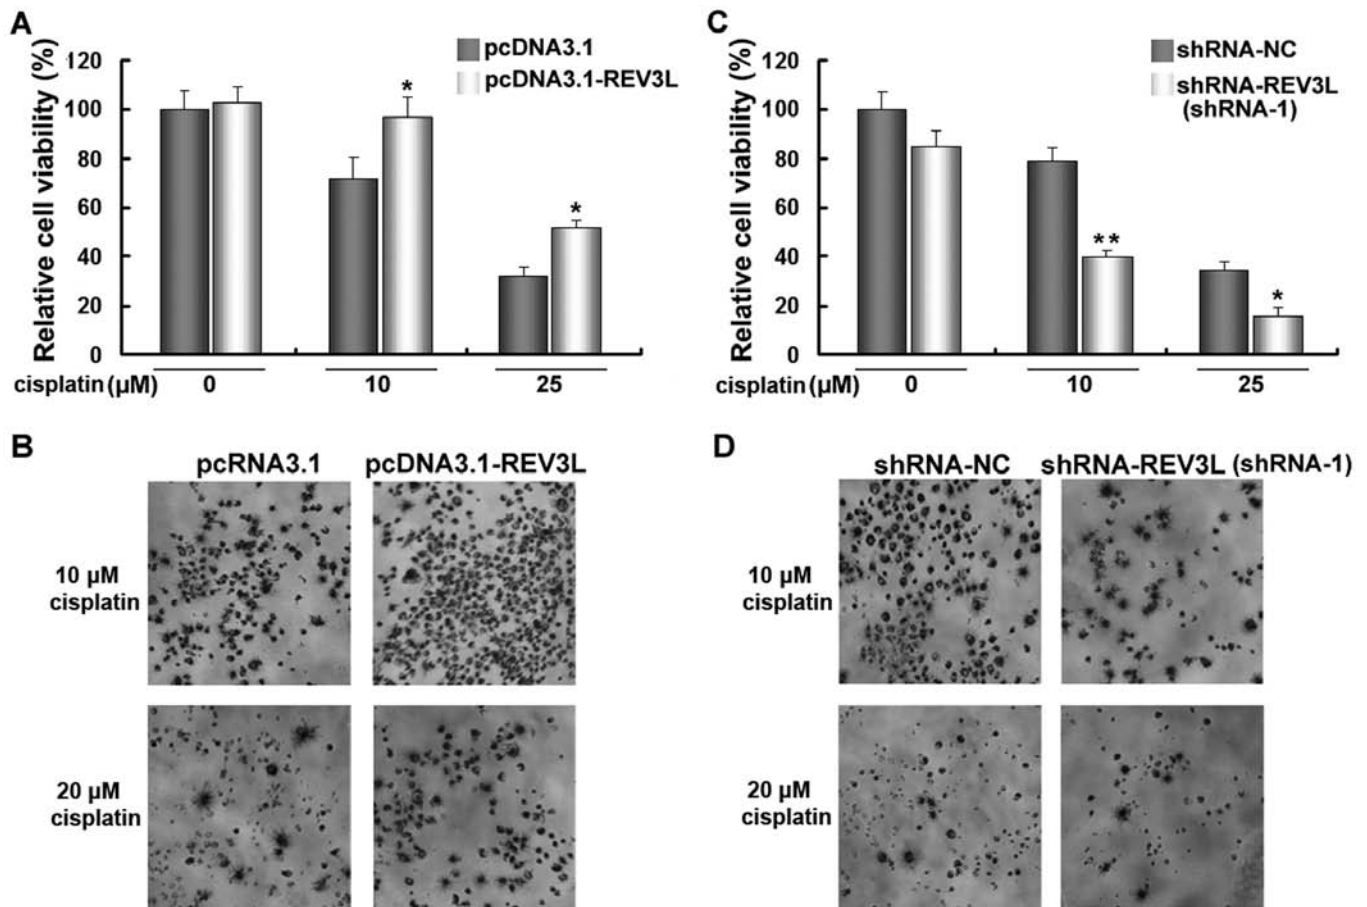 A
Relative cell viability (%)
120
100
80
60
40
20
0
pcDNA3.1
pcDNA3.1-REV3L
*
*
cisplatin (μM)
0
10
25
C
Relative cell viability (%)
120
100
80
60
40
20
0
shRNA-NC
shRNA-REV3L
(shRNA-1)
**
*
0
10
25
B
pcRNA3.1
pcDNA3.1-REV3L
10 μM
cisplatin
20 μM
cisplatin
D
shRNA-NC
shRNA-REV3L (shRNA-1)
10 μM
cisplatin
20 μM
cisplatin